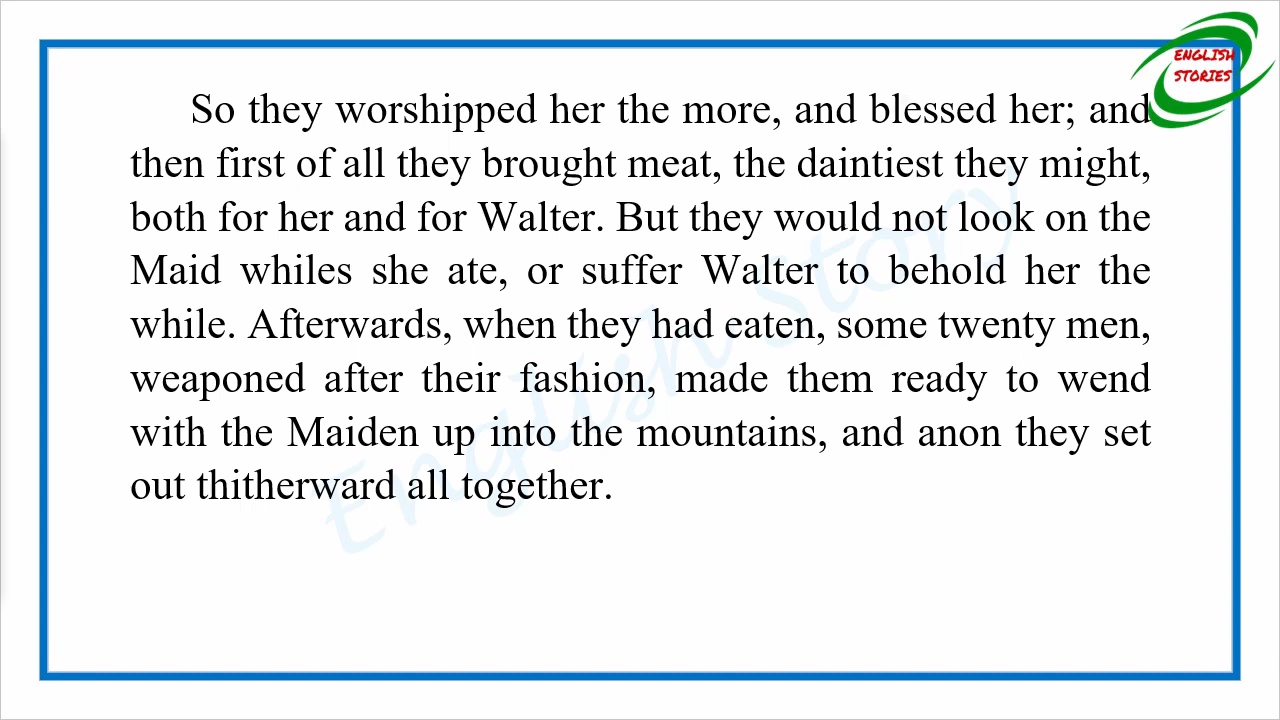 ENGLISH
STORIES
So they worshipped her the more, and blessed her; and
then first of all they brought meat, the daintiest they might,
both for her and for Walter. But they would not look on the
Maid whiles she ate, or suffer Walter to behold her the
while. Afterwards, when they had eaten, some twenty men,
weaponed after their fashion, made them ready to wend
with the Maiden up into the mountains, and anon they set
out thitherward all together.
English Story